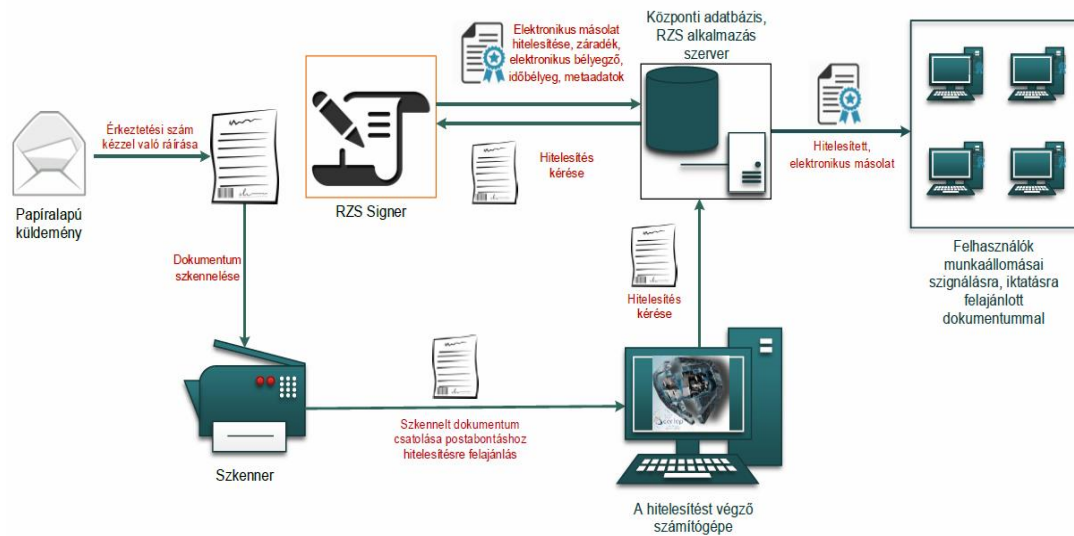 Elektronikus másolat
hitelesítése, záradék,
elektronikus bélyegző,
időbélyeg, metaadatok
Központi adatbázis,
RZS alkalmazás
szerver
Érkeztetési szám
kézzel való ráírása
Hitelesítés
kérése
Hitelesített,
elektronikus másolat
Papíralapú
küldemény
RZS Signer
Dokumentum
szkennelése
Hitelesítés
kérése
Felhasználók
munkaállomásai
szignálásra, iktatásra
felajánlott
dokumentummal
Szkennelt dokumentum
csatolása postabontáshoz
hitelesítésre felajánlás
Szkenner
A hitelesítést végző
számítógépe